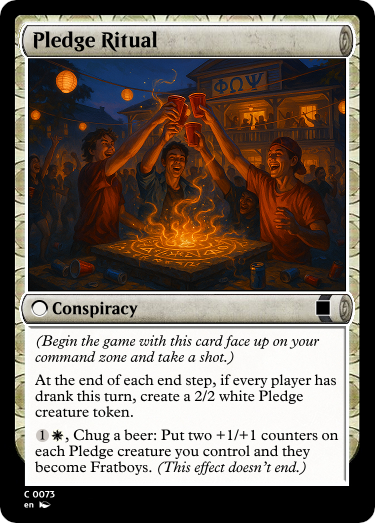 Pledge Ritual
ΦΩΨ
Conspiracy
(Begin the game with this card face up on your
command zone and take a shot.)
At the end of each end step, if every player has
drank this turn, create a 2/2 white Pledge
creature token.
1, Chug a beer: Put two +1/+1 counters on
each Pledge creature you control and they
become Fratboys. (This effect doesn't end.)
C 0073
en